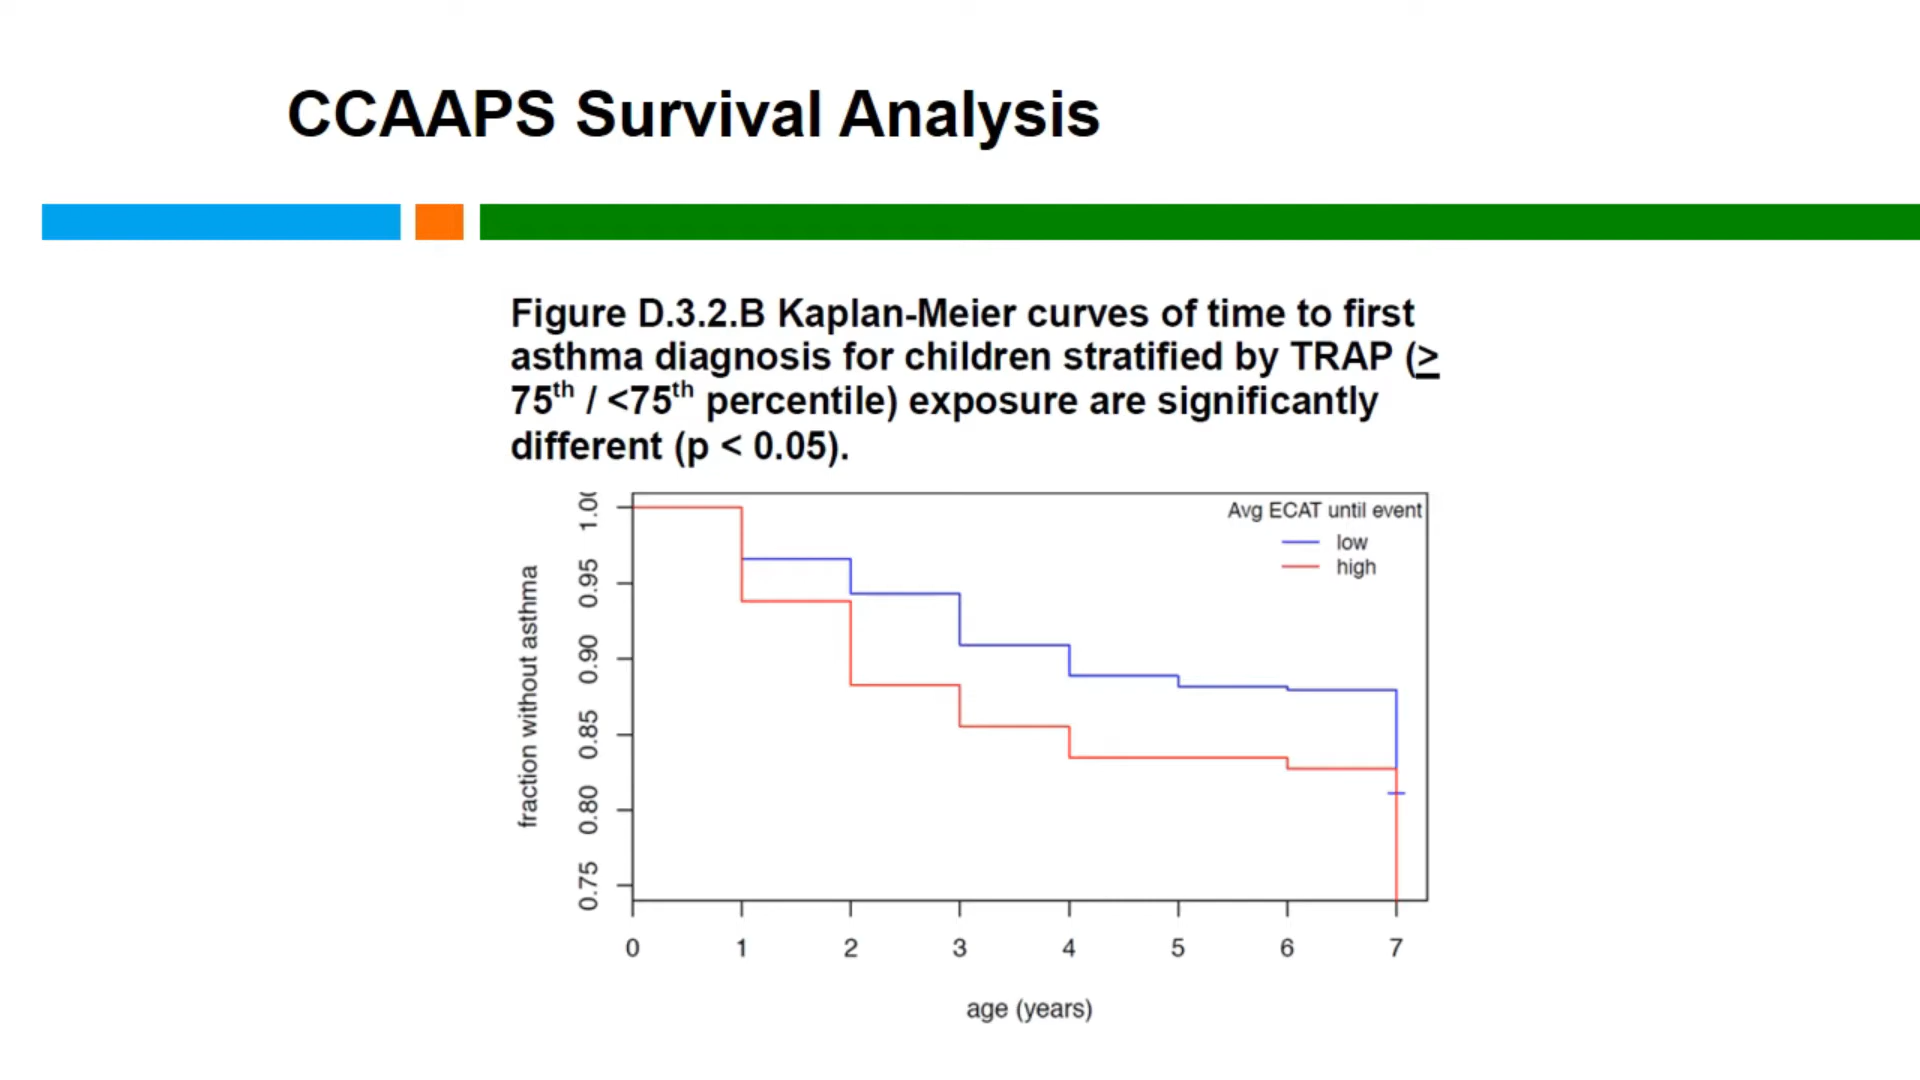 CCAAPS Survival Analysis
Figure D.3.2.B Kaplan-Meier curves of time to first
asthma diagnosis for children stratified by TRAP (≥
75th / <75th percentile) exposure are significantly
different (p < 0.05).
Avg ECAT until event
low
high
fraction without asthma
1.00
0.95
0.90
0.85
0.80
0.75
0 1 2 3 4 5 6 7
age (years)